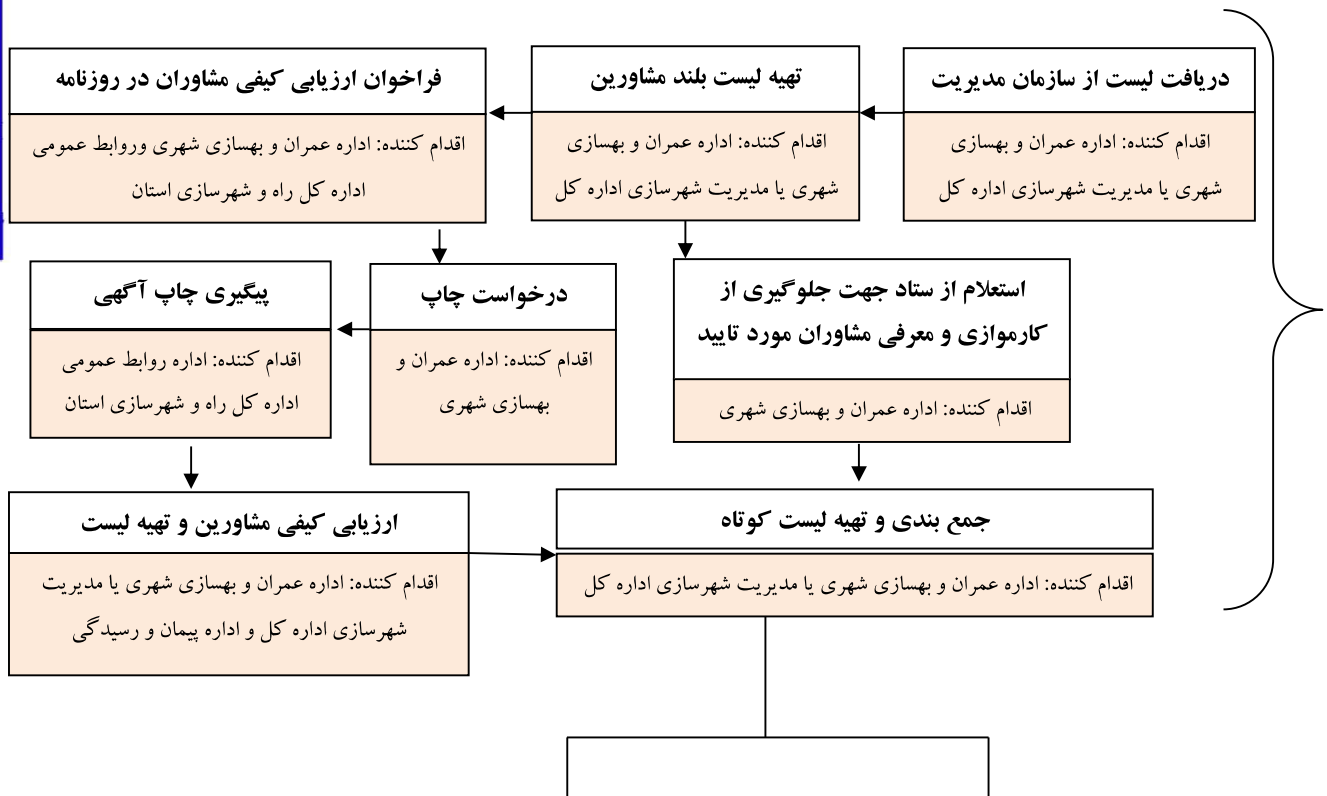 دریافت لیست از سازمان مدیریت
اقدام کننده: اداره عمران و بهسازی
شهری یا مدیریت شهرسازی اداره کل
تهیه لیست بلند مشاورین
اقدام کننده: اداره عمران و بهسازی
شهری یا مدیریت شهرسازی اداره کل
فراخوان ارزیابی کیفی مشاوران در روزنامه
اقدام کننده: اداره عمران و بهسازی شهری وروابط عمومی
اداره کل راه و شهرسازی استان
استعلام از ستاد جهت جلوگیری از
کارموازی و معرفی مشاوران مورد تایید
اقدام کننده: اداره عمران و بهسازی شهری
درخواست چاپ
اقدام کننده: اداره عمران و
بهسازی شهری
پیگیری چاپ آگهی
اقدام کننده: اداره روابط عمومی
اداره کل راه و شهرسازی استان
جمع بندی و تهیه لیست کوتاه
اقدام کننده: اداره عمران و بهسازی شهری یا مدیریت شهرسازی اداره کل
ارزیابی کیفی مشاورین و تهیه لیست
اقدام کننده: اداره عمران و بهسازی شهری یا مدیریت
شهرسازی اداره کل و اداره پیمان و رسیدگی